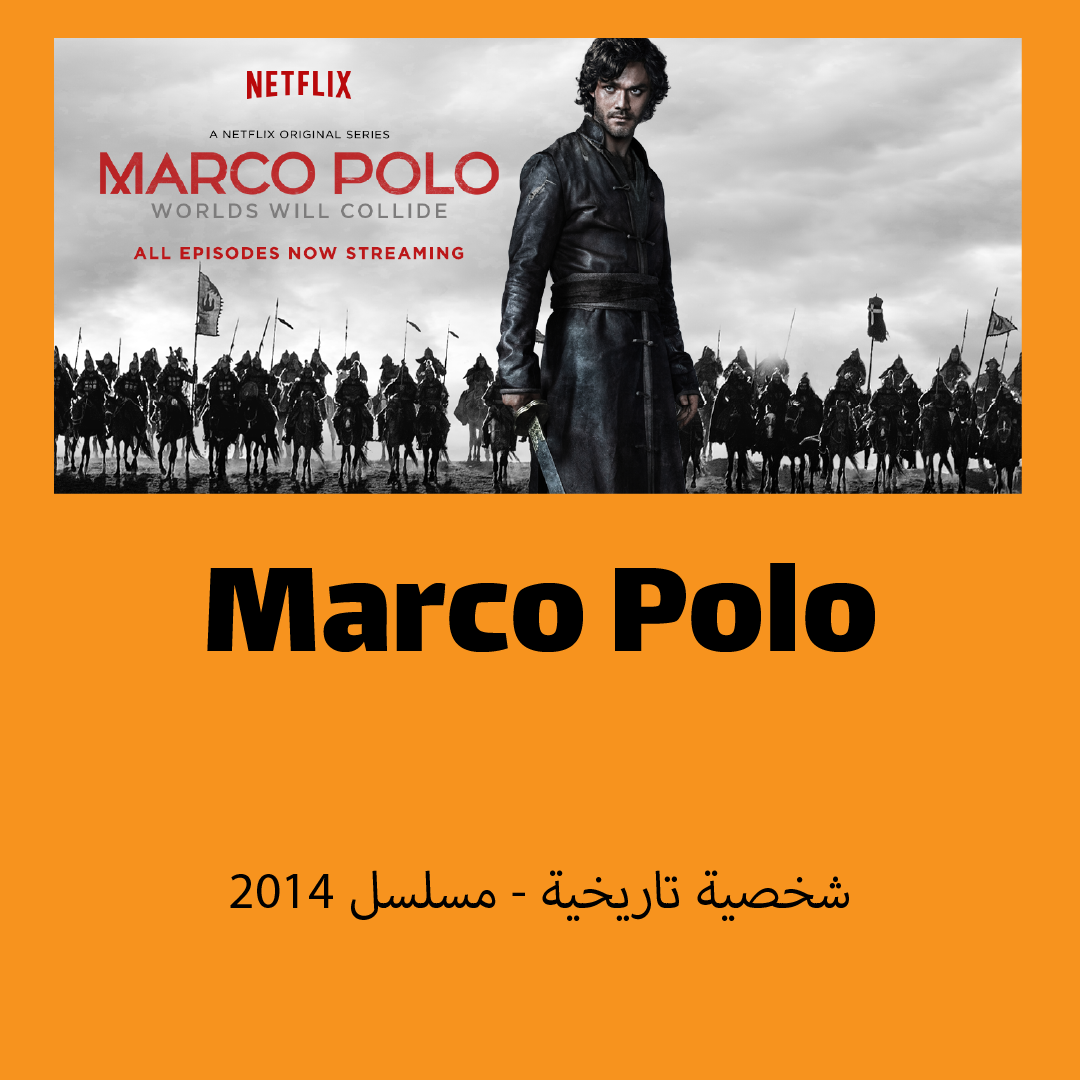 NETFLIX
A NETFLIX ORIGINAL SERIES
MARCO POLO
WORLDS WILL COLLIDE
ALL EPISODES NOW STREAMING
Marco Polo
شخصية تاريخية - مسلسل 2014